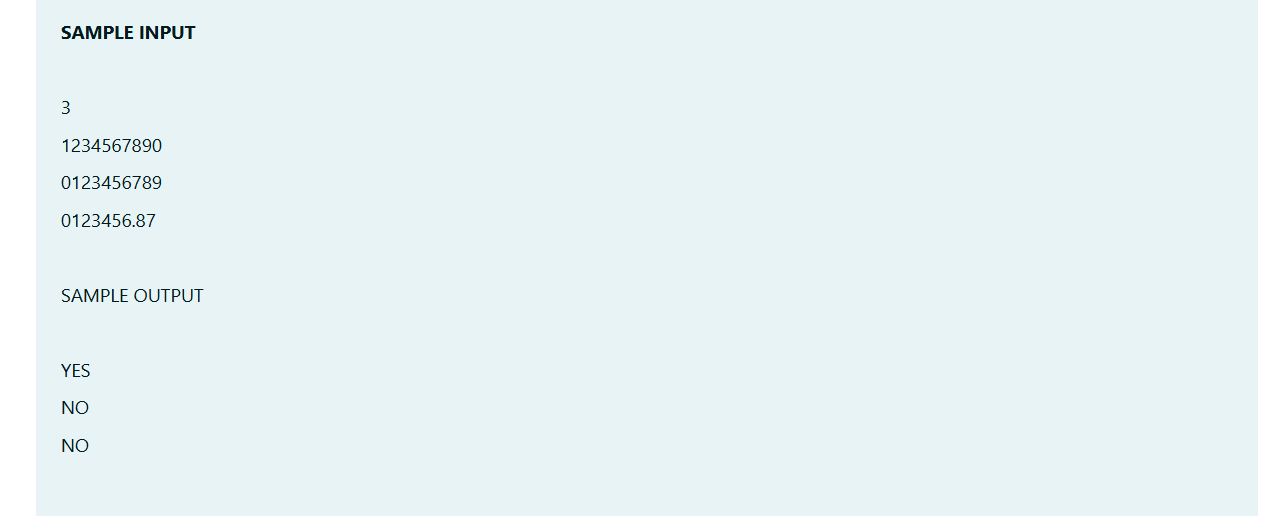 SAMPLE INPUT
3
1234567890
0123456789
0123456.87
SAMPLE OUTPUT
YES
NO
NO